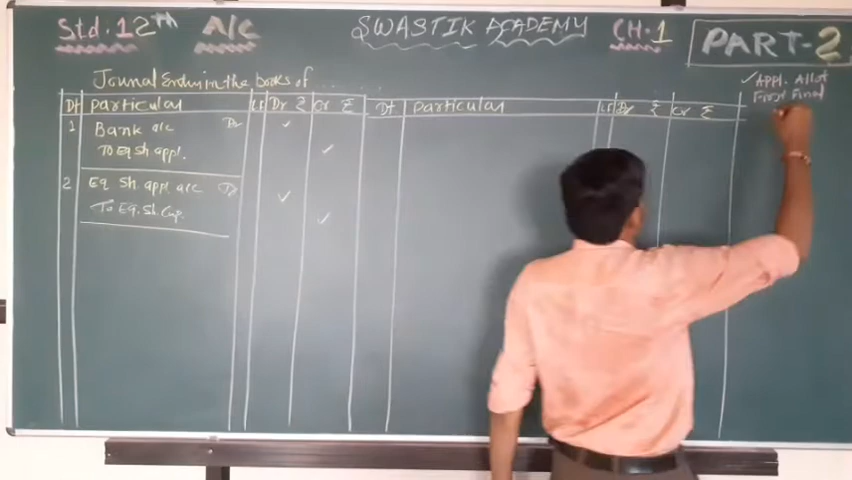 Std. 12TH A/C SWASTIK ACADEMY CH.1 PART-2
Journal Entry in the books of . . . . . .
Dt particular LF Dr ₹ Cr ₹ Dt particular LF Dr ₹ Cr ₹
✓ Appl. Allot
First Final
1 Bank a/c Dr ✓
To Eq sh. appl. ✓
2 Eq sh. appl. a/c Dr ✓
To Eq. Sh. Cap. ✓